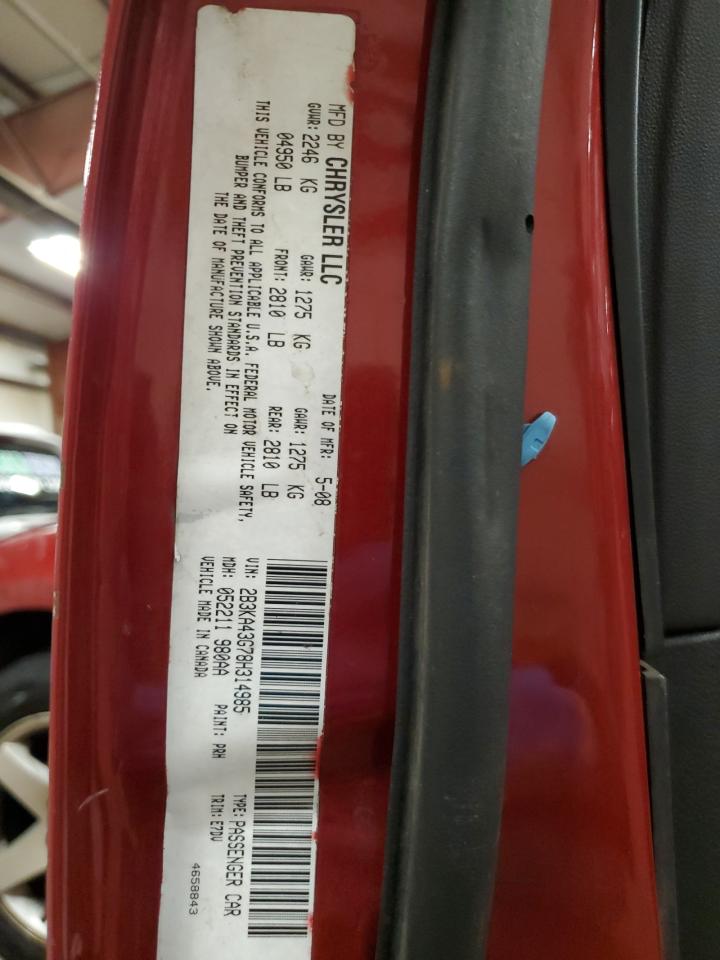 MFD BY CHRYSLER LLC
DATE OF MFR: 5-08
GVWR: 2246 KG
GAWR: 1275 KG
GAWR: 1275 KG
04950 LB
FRONT: 2810 LB
REAR: 2810 LB
THIS VEHICLE CONFORMS TO ALL APPLICABLE U.S.A. FEDERAL MOTOR VEHICLE SAFETY,
BUMPER AND THEFT PREVENTION STANDARDS IN EFFECT ON
THE DATE OF MANUFACTURE SHOWN ABOVE.
VIN: 2B3KA43G78H314985
TYPE: PASSENGER CAR
MDH: 052211 980AA
PAINT: PRH
TRIM: E7DV
VEHICLE MADE IN CANADA
4658843